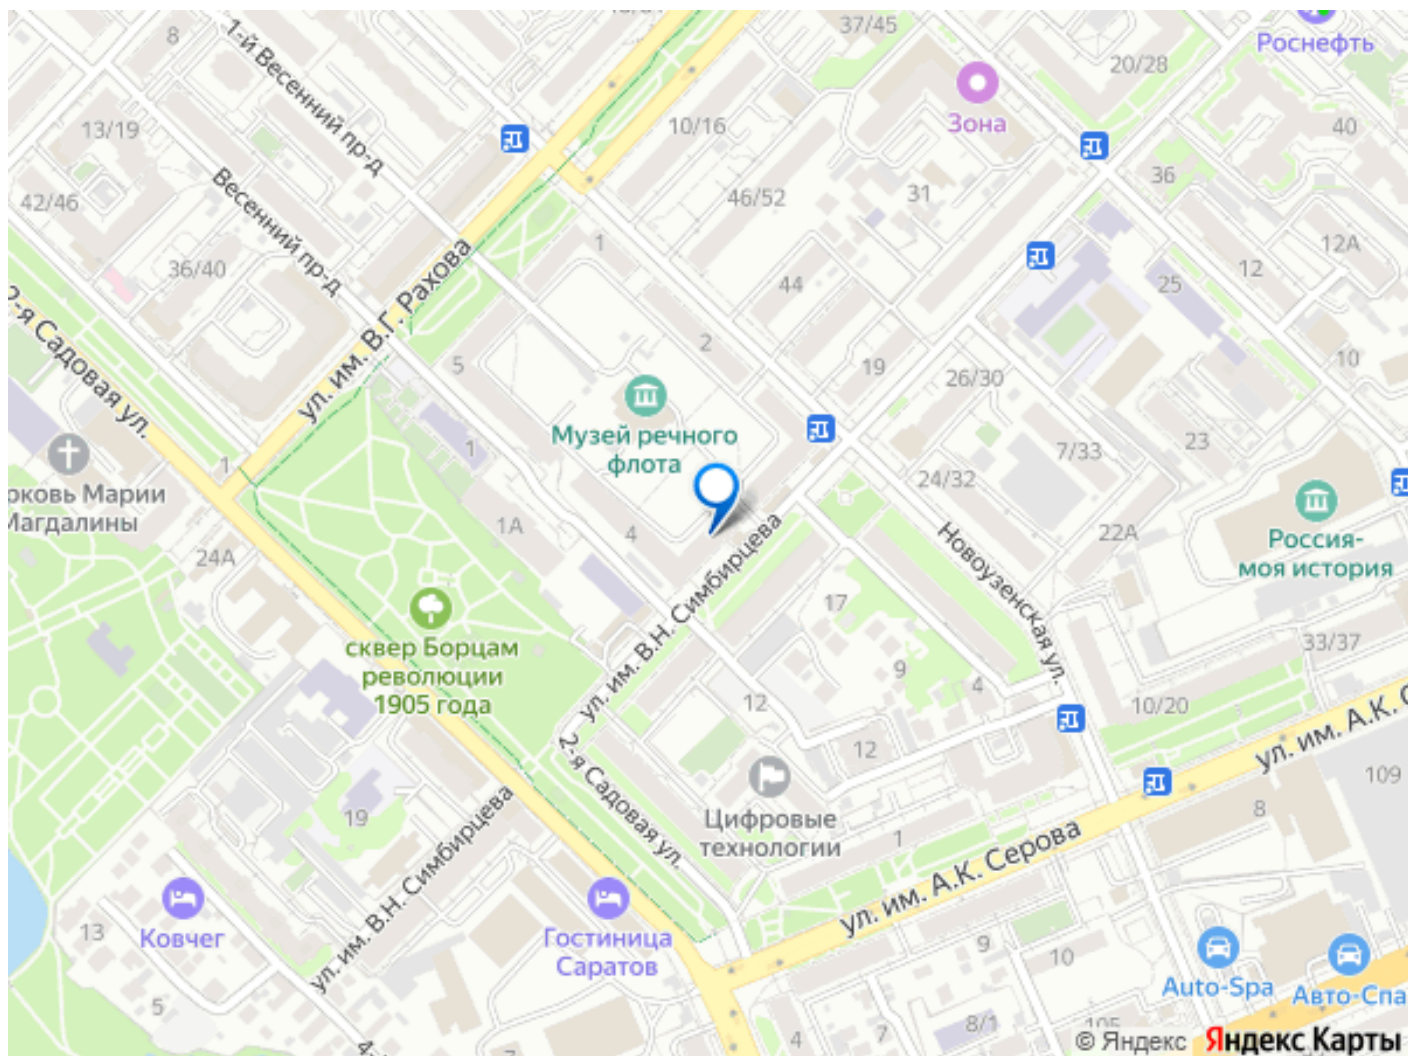 37/45
Роснефть
8
1-й Весенний пр-д
20/28
10/16
Зона
13/19
40
36
31
46/52
42/46
Весенний пр-д
1
12А
36/40
ул. им. В.Г. Рахова
12
44
25
2-я Садовая ул.
2
5
19
26/30
10
Музей речного
флота
1
7/33
23
1
24/32
рковь Марии
Магдалины
1А
4
24А
22А
Новоузенская ул.
Россия-
моя история
ул. им. В.Н. Симбирцева
17
сквер Борцам
революции
1905 года
33/37
9
4
12
10/20
ул. им. А.К. С
12
2-я Садовая ул.
109
Цифровые
технологии
19
8
1
ул. им. А.К. Серова
ул. им. В.Н. Симбирцева
13
Ковчег
Гостиница
Саратов
9
10
5
Auto-Spa
Авто-Спа
8/1
105
4
7
7
4-
© Яндекс Яндекс Карты